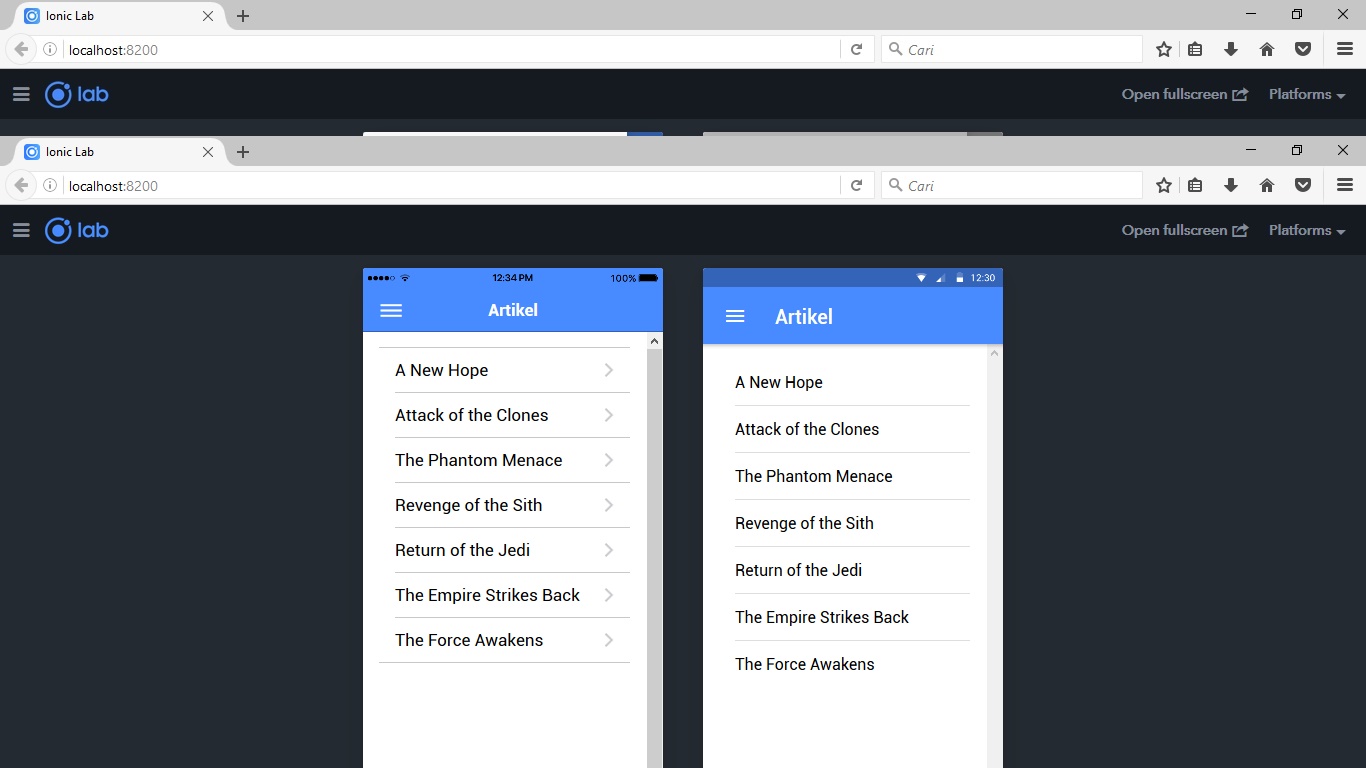 Ionic Lab
localhost:8200
Cari
lab
Open fullscreen
Platforms
Ionic Lab
localhost:8200
Cari
lab
Open fullscreen
Platforms
12:34 PM
100%
Artikel
A New Hope
Attack of the Clones
The Phantom Menace
Revenge of the Sith
Return of the Jedi
The Empire Strikes Back
The Force Awakens
12:30
Artikel
A New Hope
Attack of the Clones
The Phantom Menace
Revenge of the Sith
Return of the Jedi
The Empire Strikes Back
The Force Awakens